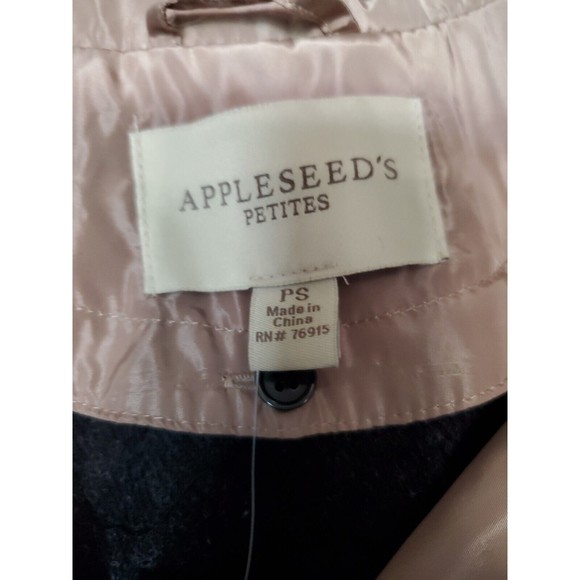 APPLESEED'S
PETITES
PS
Made in
China
RN# 76915